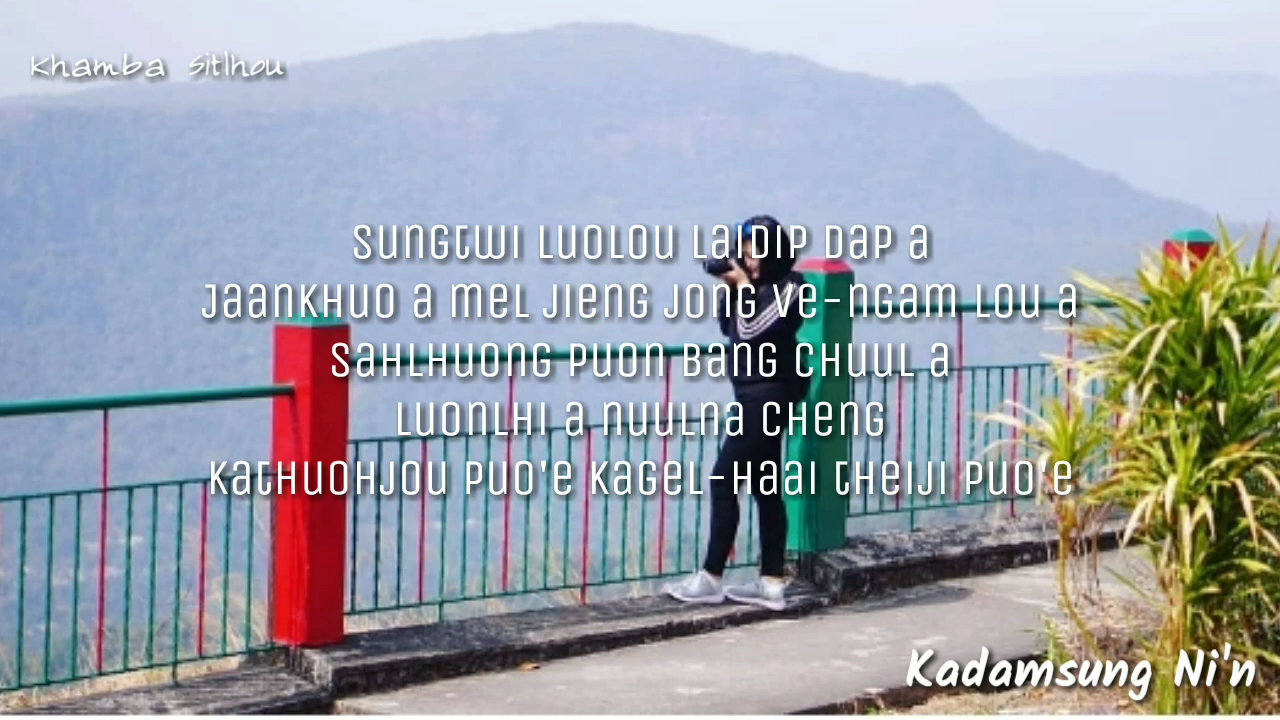 Khamba Sitlhou
Sungtwi luolou laidip dap a
Jaankhuo a mel jieng jong ve-ngam lou a
Sahlhuong puon bang chuul a
Luonlhi a nuulna cheng
Kathuohjou puo'e kagel-haai theiji puo'e
Kadamsung Ni'n